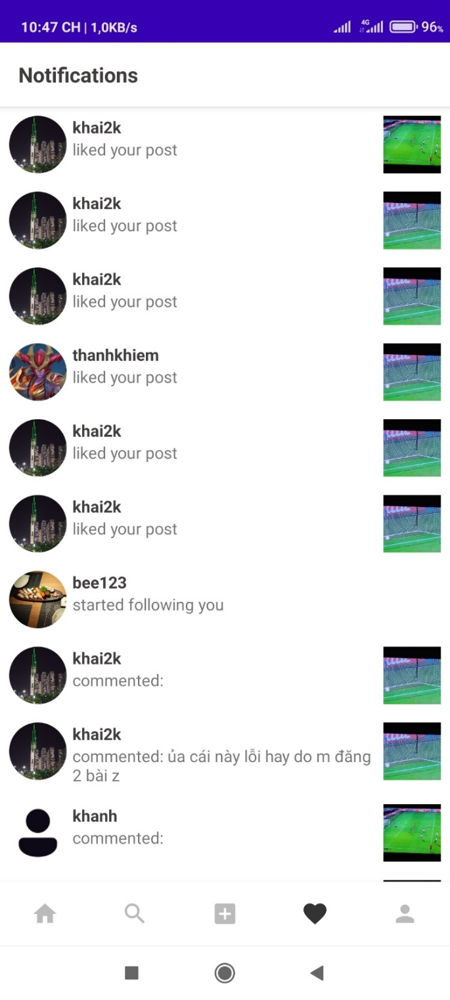 10:47 CH | 1,0KB/s 4G 96%
Notifications
khai2k
liked your post
khai2k
liked your post
khai2k
liked your post
thanhkhiem
liked your post
khai2k
liked your post
khai2k
liked your post
bee123
started following you
khai2k
commented:
khai2k
commented: ủa cái này lỗi hay do m đăng
2 bài z
khanh
commented: